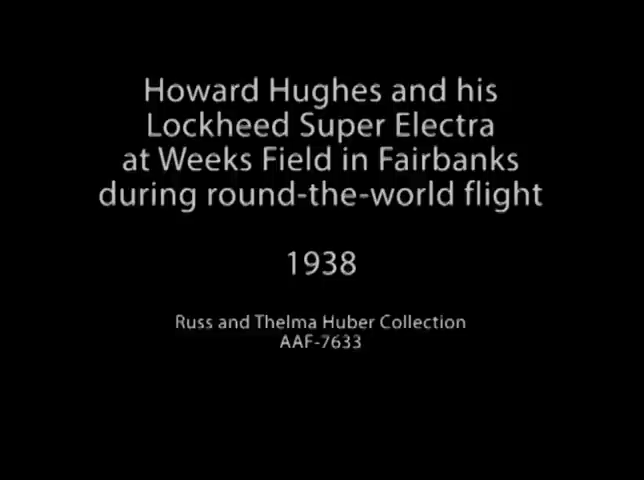 Howard Hughes and his
Lockheed Super Electra
at Weeks Field in Fairbanks
during round-the-world flight
1938
Russ and Thelma Huber Collection
AAF-7633